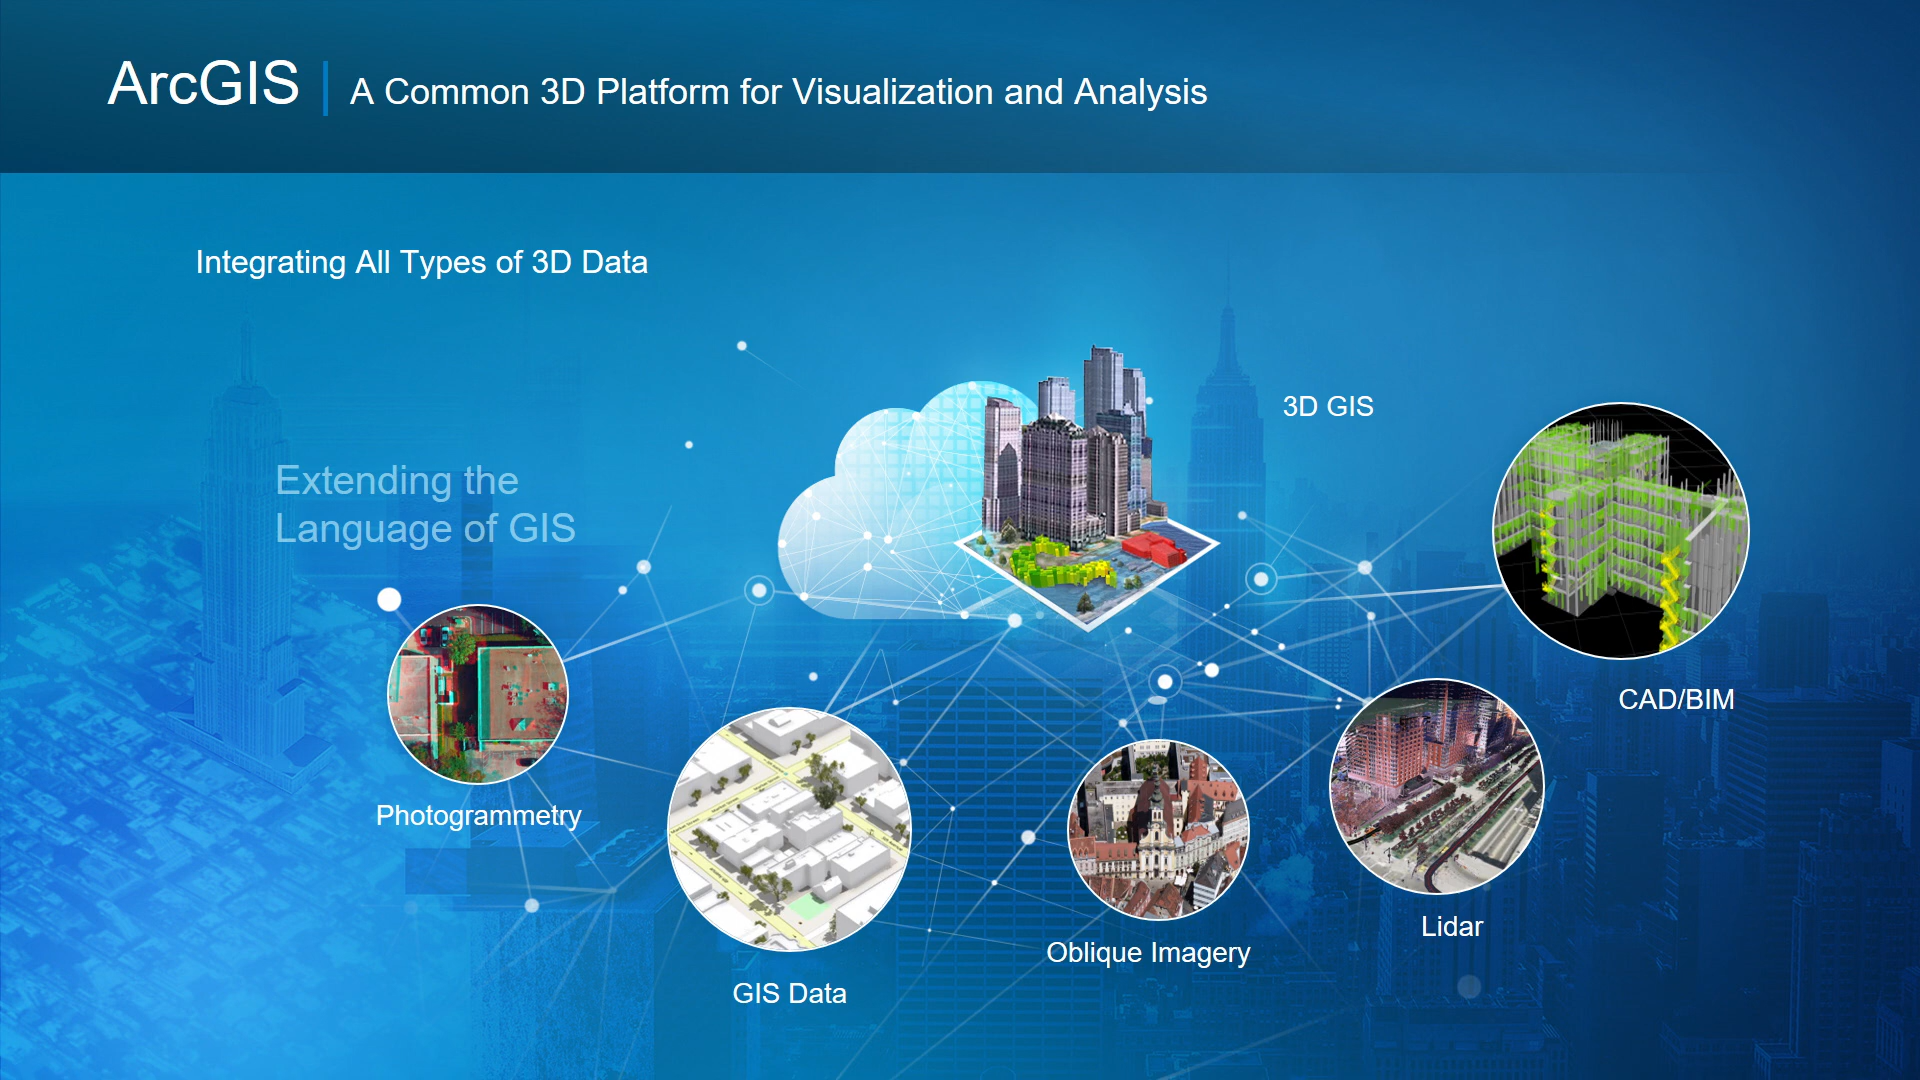 ArcGIS | A Common 3D Platform for Visualization and Analysis
Integrating All Types of 3D Data
3D GIS
Extending the
Language of GIS
CAD/BIM
Photogrammetry
Lidar
Oblique Imagery
GIS Data